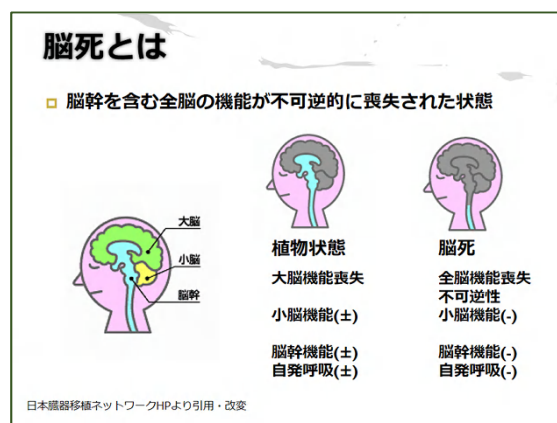 脳死とは
脳幹を含む全脳の機能が不可逆的に喪失された状態
大脳
小脳
脳幹
植物状態
大脳機能喪失
小脳機能(±)
脳幹機能(±)
自発呼吸(±)
脳死
全脳機能喪失
不可逆性
小脳機能(-)
脳幹機能(-)
自発呼吸(-)
日本臓器移植ネットワークHPより引用・改変